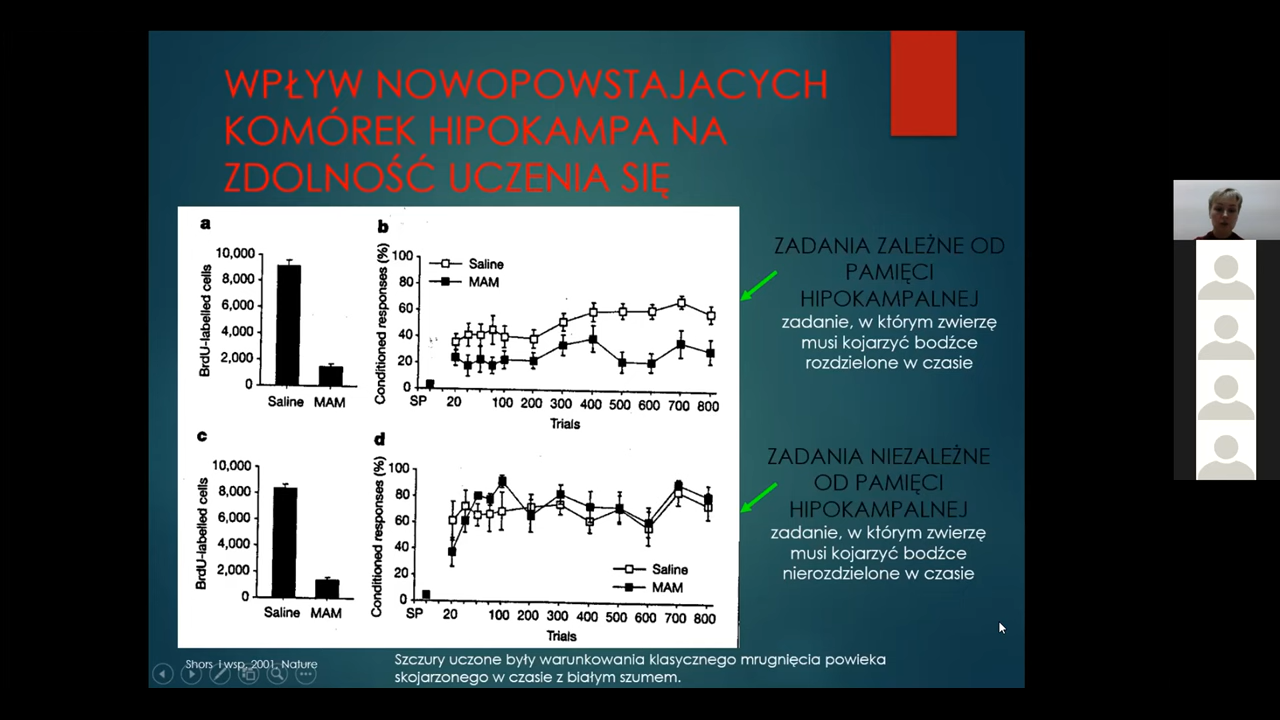 WPŁYW NOWOPOWSTAJACYCH
KOMÓREK HIPOKAMPA NA
ZDOLNOŚĆ UCZENIA SIĘ
a
10,000
8,000
6,000
4,000
2,000
0
BrdU-labelled cells
Saline MAM
b
100
80
60
40
20
0
Conditioned responses (%)
Saline
MAM
SP 20 100 200 300 400 500 600 700 800
Trials
ZADANIA ZALEŻNE OD
PAMIĘCI
HIPOKAMPALNEJ
zadanie, w którym zwierzę
musi kojarzyć bodźce
rozdzielone w czasie
c
10,000
8,000
6,000
4,000
2,000
0
BrdU-labelled cells
Saline MAM
d
100
80
60
40
20
0
Conditioned responses (%)
Saline
MAM
SP 20 100 200 300 400 500 600 700 800
Trials
ZADANIA NIEZALEŻNE
OD PAMIĘCI
HIPOKAMPALNEJ
zadanie, w którym zwierzę
musi kojarzyć bodźce
nierozdzielone w czasie
Shors i wsp, 2001, Nature
Szczury uczone były warunkowania klasycznego mrugnięcia powieka
skojarzonego w czasie z białym szumem.